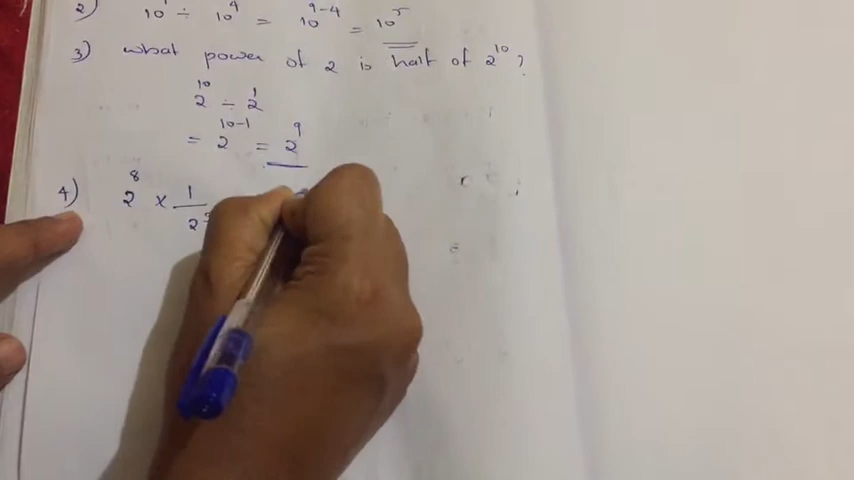 2) 10⁹ ÷ 10⁴ = 10⁹⁻⁴ = 10⁵
3) what power of 2 is half of 2¹⁰ ?
2¹⁰ ÷ 2¹
= 2¹⁰⁻¹ = 2⁹
4) 2⁸ × 1/2